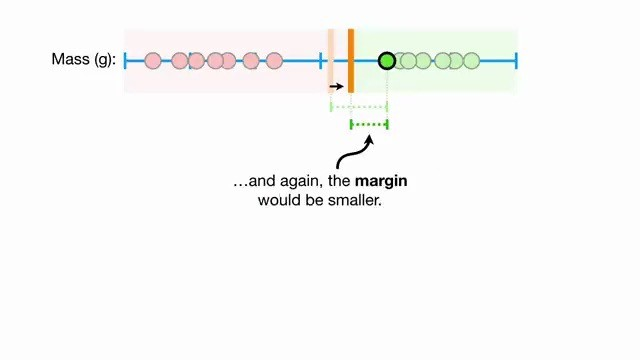 Mass (g):
…and again, the margin
would be smaller.